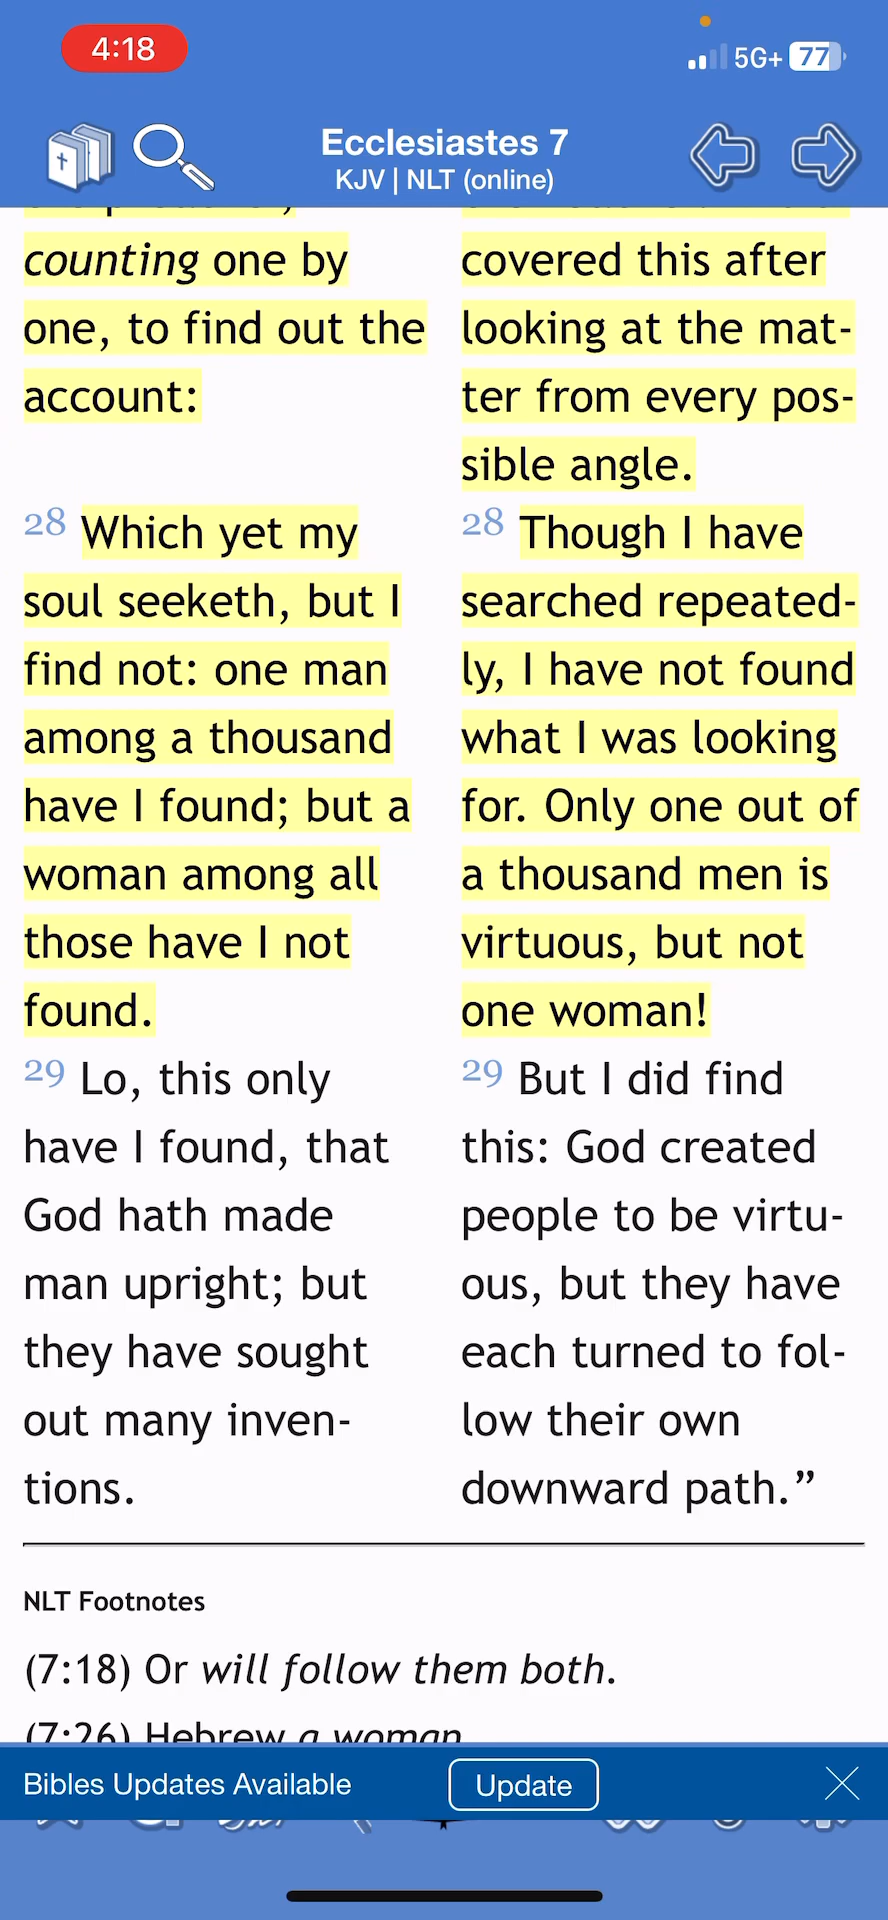 4:18
5G+ 77
Ecclesiastes 7
KJV | NLT (online)
counting one by
one, to find out the
account:
28 Which yet my
soul seeketh, but I
find not: one man
among a thousand
have I found; but a
woman among all
those have I not
found.
29 Lo, this only
have I found, that
God hath made
man upright; but
they have sought
out many inven-
tions.
covered this after
looking at the mat-
ter from every pos-
sible angle.
28 Though I have
searched repeated-
ly, I have not found
what I was looking
for. Only one out of
a thousand men is
virtuous, but not
one woman!
29 But I did find
this: God created
people to be virtu-
ous, but they have
each turned to fol-
low their own
downward path.”
NLT Footnotes
(7:18) Or will follow them both.
(7:26) Hebrew a woman
Bibles Updates Available
Update